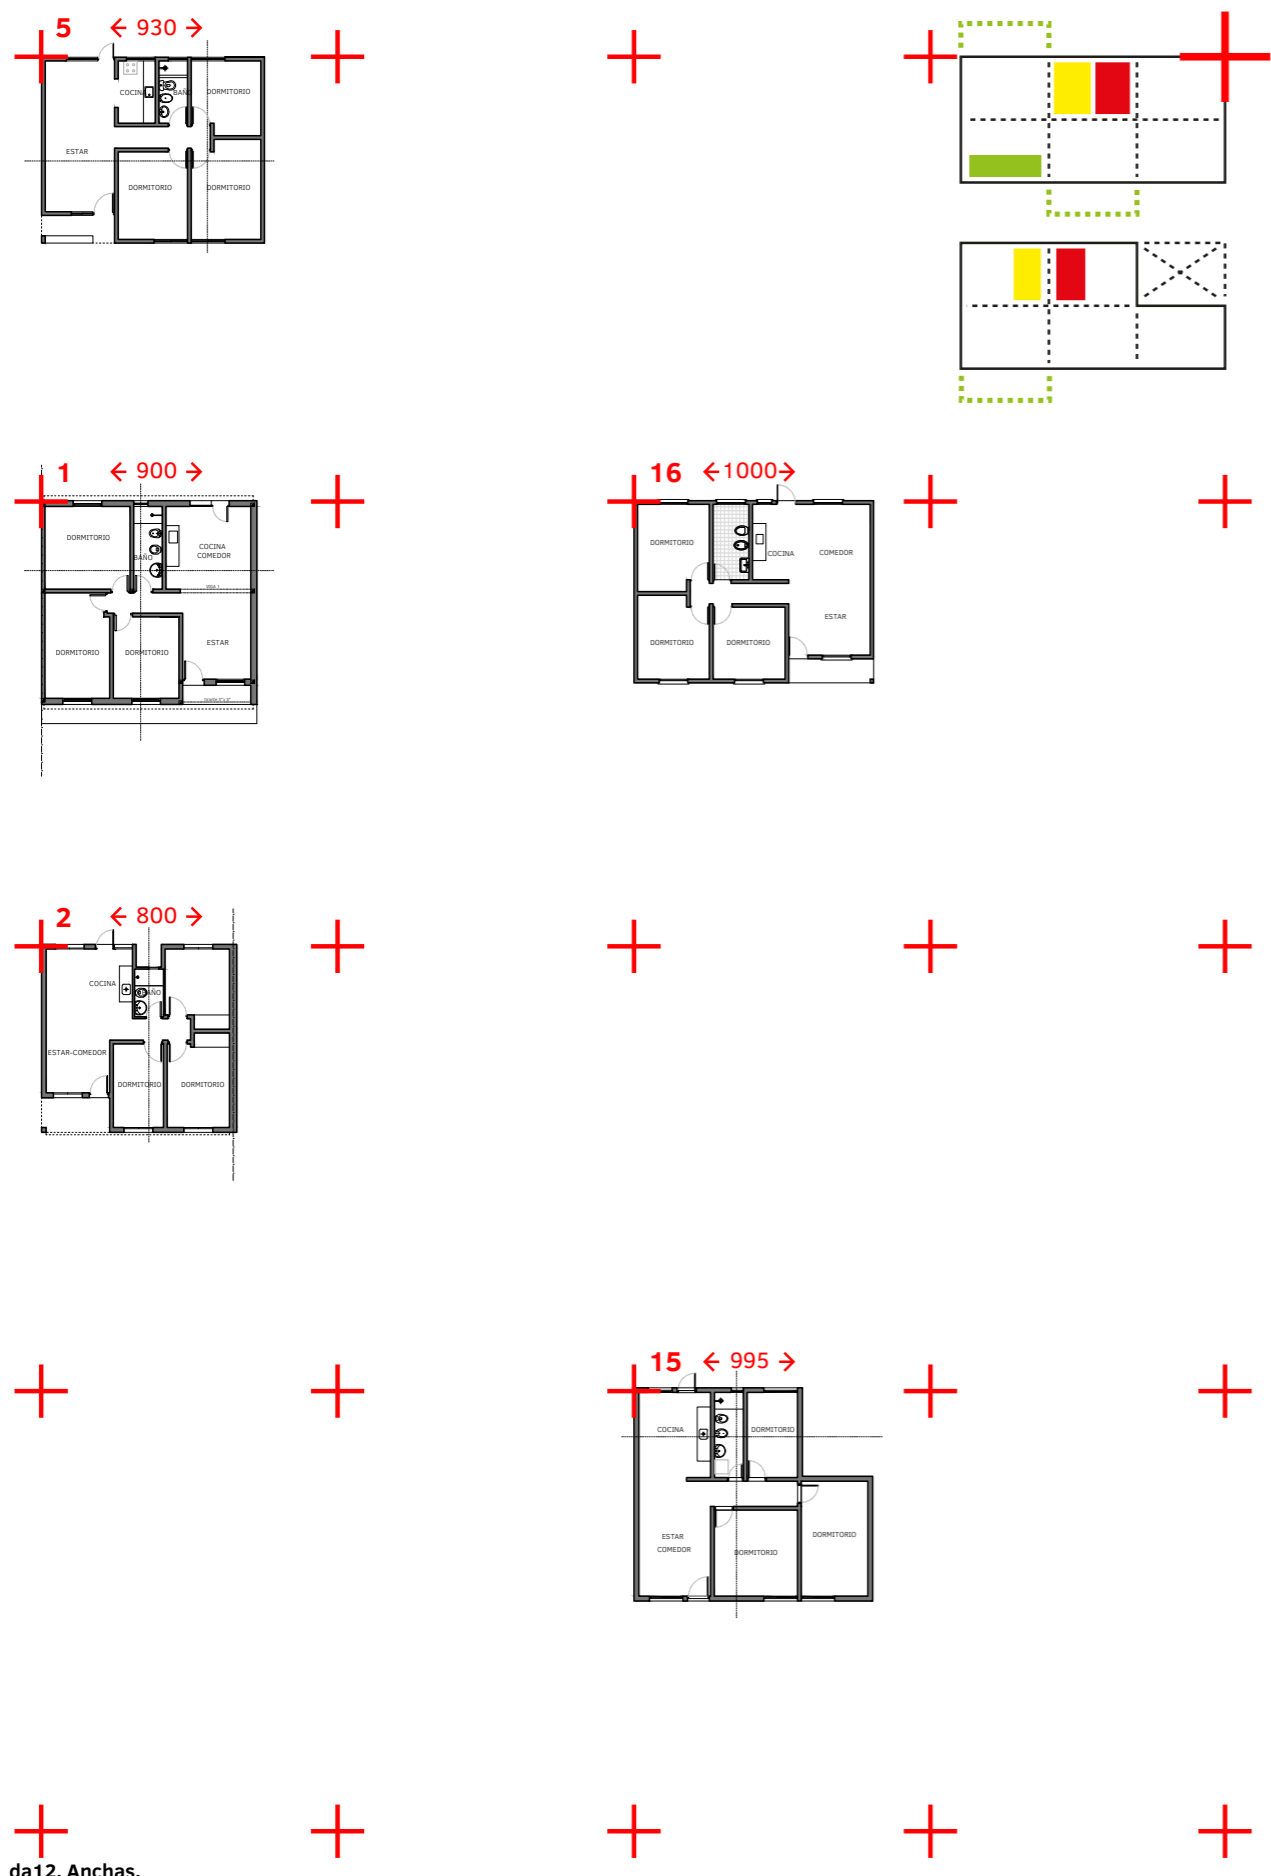 5 ← 930 →
COCINA
BAÑO
DORMITORIO
ESTAR
DORMITORIO
DORMITORIO
1 ← 900 →
DORMITORIO
COCINA
COMEDOR
BAÑO
ESTAR
DORMITORIO
DORMITORIO
16 ←1000→
DORMITORIO
COCINA
COMEDOR
ESTAR
DORMITORIO
DORMITORIO
2 ← 800 →
COCINA
BAÑO
ESTAR-COMEDOR
DORMITORIO
DORMITORIO
15 ← 995 →
COCINA
DORMITORIO
ESTAR
COMEDOR
DORMITORIO
DORMITORIO
da12. Anchas.